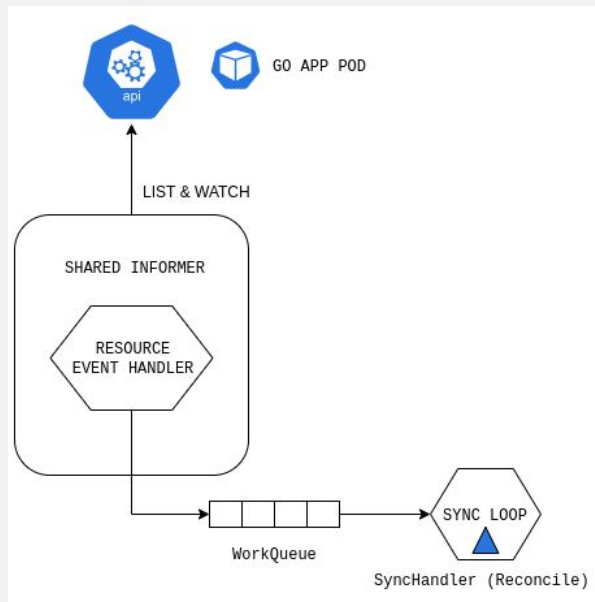 api
GO APP POD
LIST & WATCH
SHARED INFORMER
RESOURCE
EVENT HANDLER
SYNC LOOP
WorkQueue
SyncHandler (Reconcile)